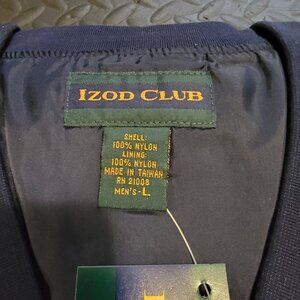 IZOD CLUB
SHELL:
100% NYLON
LINING:
100% NYLON
MADE IN TAIWAN
RN 21008
MEN'S-L